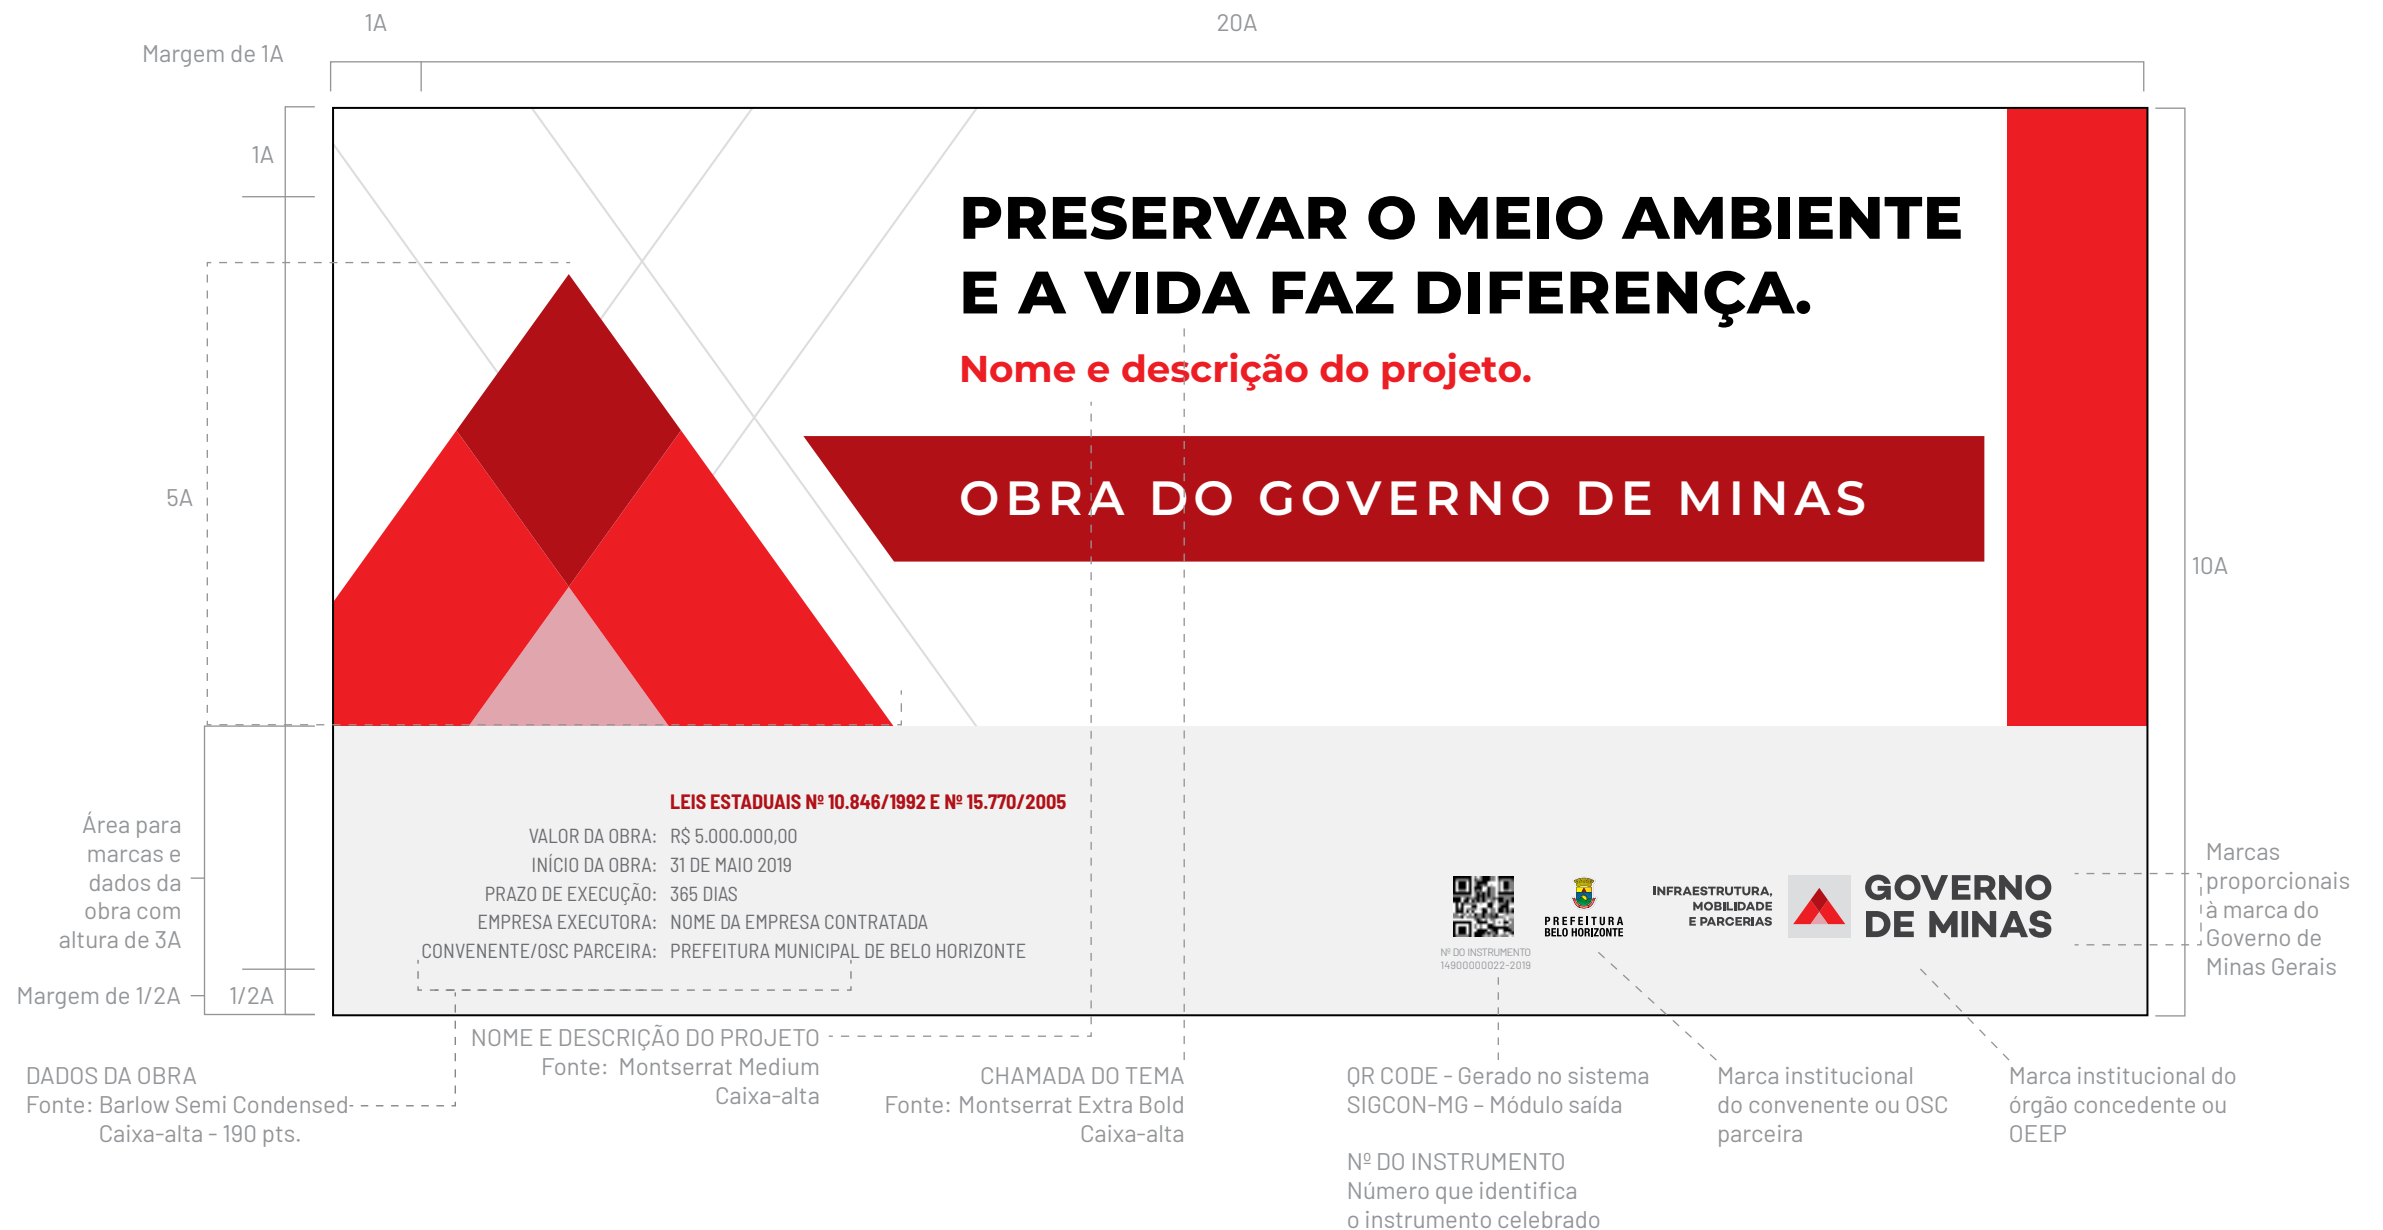 1A
20A
Margem de 1A
1A
PRESERVAR O MEIO AMBIENTE
E A VIDA FAZ DIFERENÇA.
Nome e descrição do projeto.
5A
OBRA DO GOVERNO DE MINAS
10A
LEIS ESTADUAIS Nº 10.846/1992 E Nº 15.770/2005
VALOR DA OBRA: R$ 5.000.000,00
INÍCIO DA OBRA: 31 DE MAIO 2019
PRAZO DE EXECUÇÃO: 365 DIAS
EMPRESA EXECUTORA: NOME DA EMPRESA CONTRATADA
CONVENENTE/OSC PARCEIRA: PREFEITURA MUNICIPAL DE BELO HORIZONTE
Área para
marcas e
dados da
obra com
altura de 3A
Margem de 1/2A
1/2A
Nº DO INSTRUMENTO
14900000022-2019
PREFEITURA
BELO HORIZONTE
INFRAESTRUTURA,
MOBILIDADE
E PARCERIAS
GOVERNO
DE MINAS
Marcas
proporcionais
à marca do
Governo de
Minas Gerais
DADOS DA OBRA
Fonte: Barlow Semi Condensed
Caixa-alta - 190 pts.
NOME E DESCRIÇÃO DO PROJETO
Fonte: Montserrat Medium
Caixa-alta
CHAMADA DO TEMA
Fonte: Montserrat Extra Bold
Caixa-alta
QR CODE - Gerado no sistema
SIGCON-MG – Módulo saída
Nº DO INSTRUMENTO
Número que identifica
o instrumento celebrado
Marca institucional
do convenente ou OSC
parceira
Marca institucional do
órgão concedente ou
OEEP